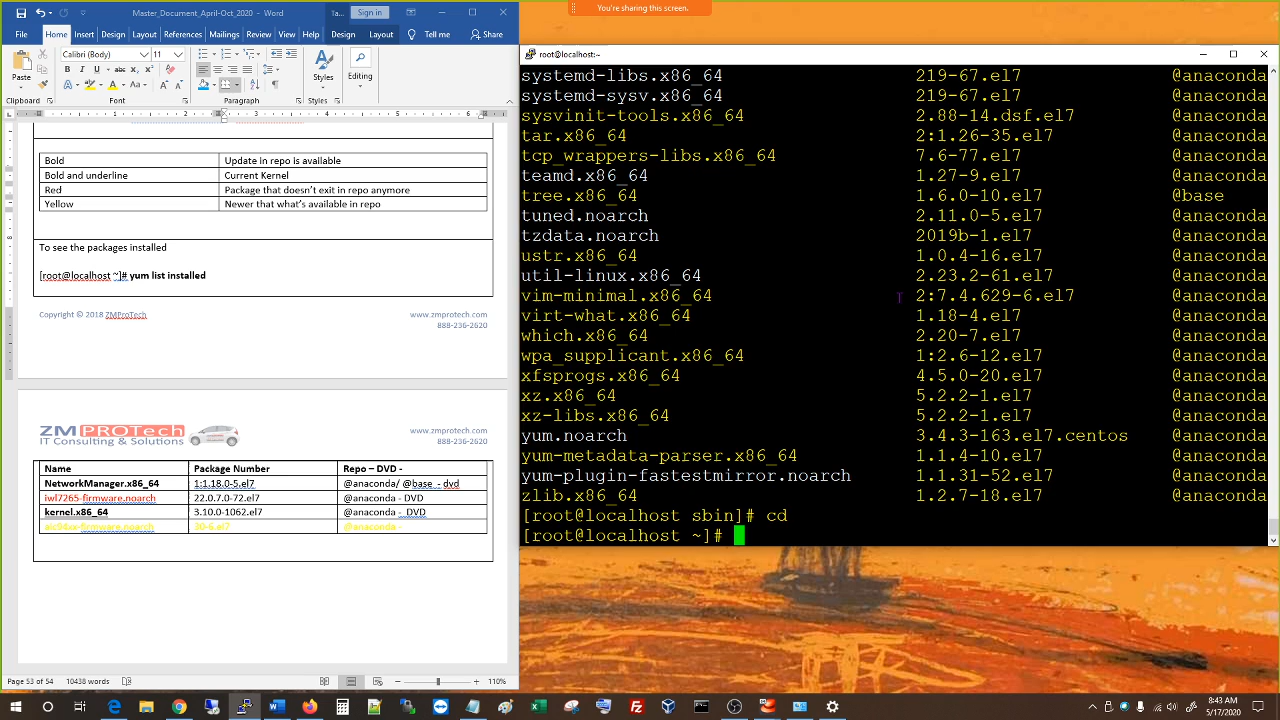 Master_Document_April-Oct_2020 - Word
Ta...
Sign in
You're sharing this screen.
File Home Insert Design Layout References Mailings Review View Help Design Layout Tell me Share
Calibri (Body) 11
Paste
Styles
Editing
Clipboard Font Paragraph Styles
root@localhost:~
Bold Update in repo is available
Bold and underline Current Kernel
Red Package that doesn't exit in repo anymore
Yellow Newer that what's available in repo
To see the packages installed
[root@localhost ~]# yum list installed
Copyright © 2018 ZMProTech www.zmprotech.com
888-236-2620
ZMPROTech
IT Consulting & Solutions
www.zmprotech.com
888-236-2620
Name Package Number Repo – DVD -
NetworkManager.x86_64 1:1.18.0-5.el7 @anaconda/ @base - dvd
iwl7265-firmware.noarch 22.0.7.0-72.el7 @anaconda - DVD
kernel.x86_64 3.10.0-1062.el7 @anaconda - DVD
aic94xx-firmware.noarch 30-6.el7 @anaconda -
Page 53 of 54 10438 words 110%
systemd-libs.x86_64 219-67.el7 @anaconda
systemd-sysv.x86_64 219-67.el7 @anaconda
sysvinit-tools.x86_64 2.88-14.dsf.el7 @anaconda
tar.x86_64 2:1.26-35.el7 @anaconda
tcp_wrappers-libs.x86_64 7.6-77.el7 @anaconda
teamd.x86_64 1.27-9.el7 @anaconda
tree.x86_64 1.6.0-10.el7 @base
tuned.noarch 2.11.0-5.el7 @anaconda
tzdata.noarch 2019b-1.el7 @anaconda
ustr.x86_64 1.0.4-16.el7 @anaconda
util-linux.x86_64 2.23.2-61.el7 @anaconda
vim-minimal.x86_64 2:7.4.629-6.el7 @anaconda
virt-what.x86_64 1.18-4.el7 @anaconda
which.x86_64 2.20-7.el7 @anaconda
wpa_supplicant.x86_64 1:2.6-12.el7 @anaconda
xfsprogs.x86_64 4.5.0-20.el7 @anaconda
xz.x86_64 5.2.2-1.el7 @anaconda
xz-libs.x86_64 5.2.2-1.el7 @anaconda
yum.noarch 3.4.3-163.el7.centos @anaconda
yum-metadata-parser.x86_64 1.1.4-10.el7 @anaconda
yum-plugin-fastestmirror.noarch 1.1.31-52.el7 @anaconda
zlib.x86_64 1.2.7-18.el7 @anaconda
[root@localhost sbin]# cd
[root@localhost ~]#
8:43 AM
5/17/2020